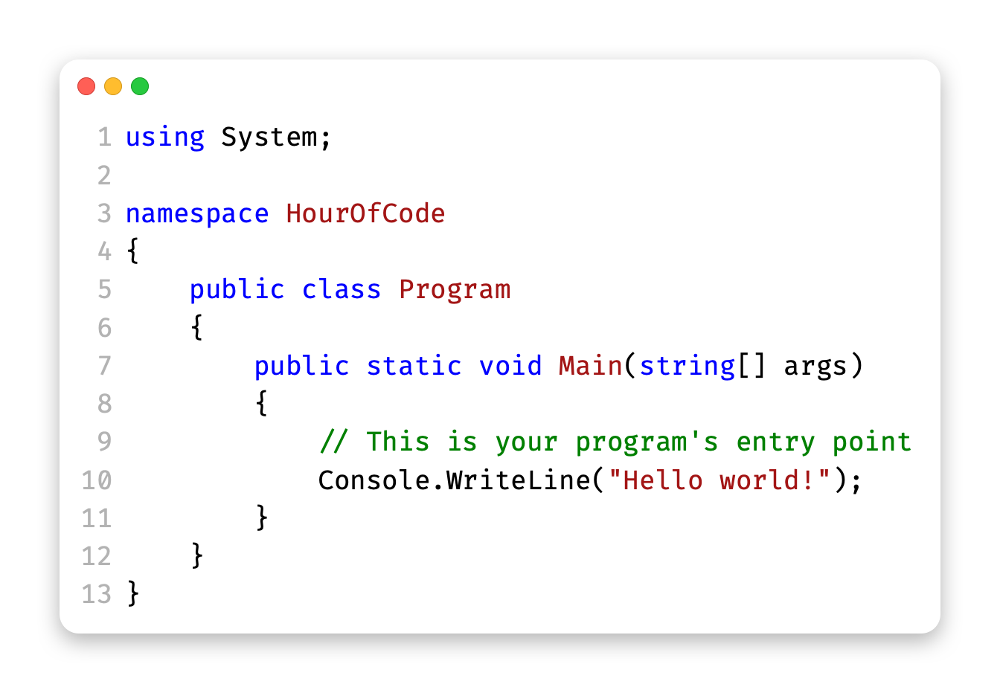 1 using System;
2
3 namespace HourOfCode
4 {
5     public class Program
6     {
7         public static void Main(string[] args)
8         {
9             // This is your program's entry point
10             Console.WriteLine("Hello world!");
11         }
12     }
13 }